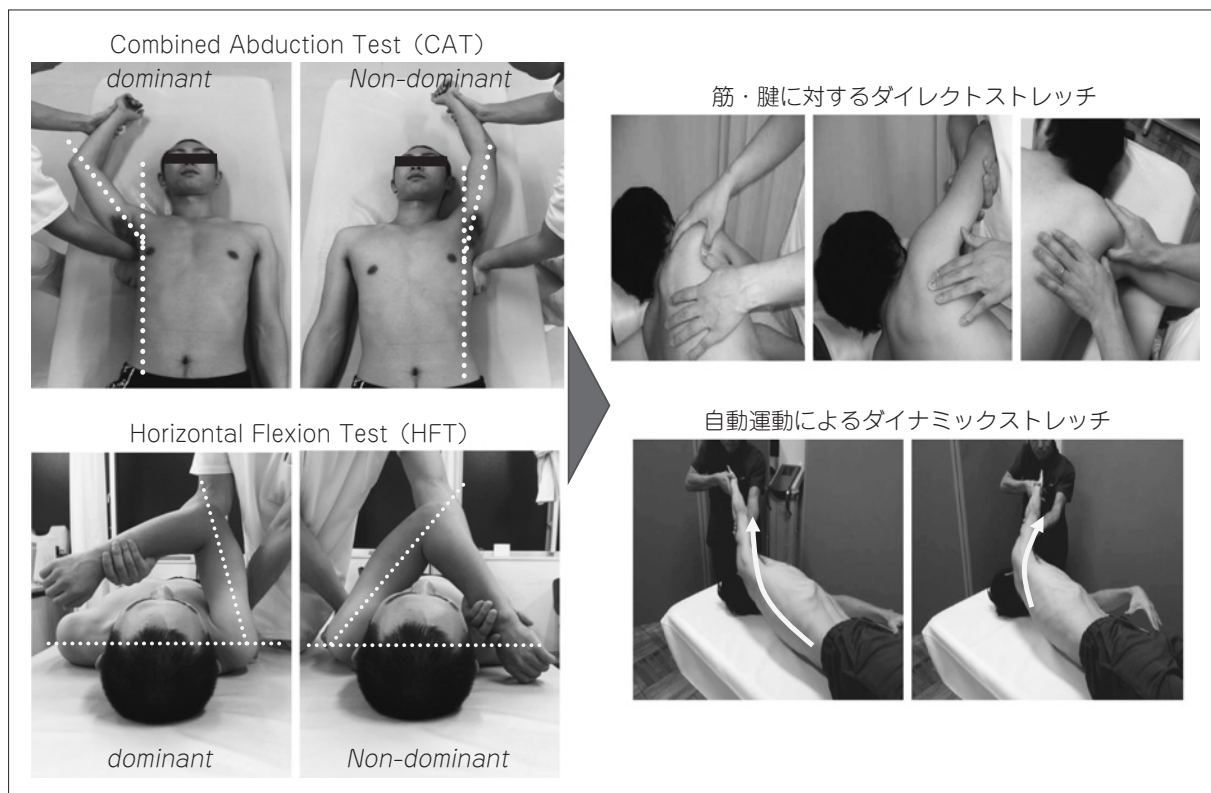 Combined Abduction Test（CAT）
dominant
Non-dominant
Horizontal Flexion Test（HFT）
dominant
Non-dominant
筋・腱に対するダイレクトストレッチ
自動運動によるダイナミックストレッチ